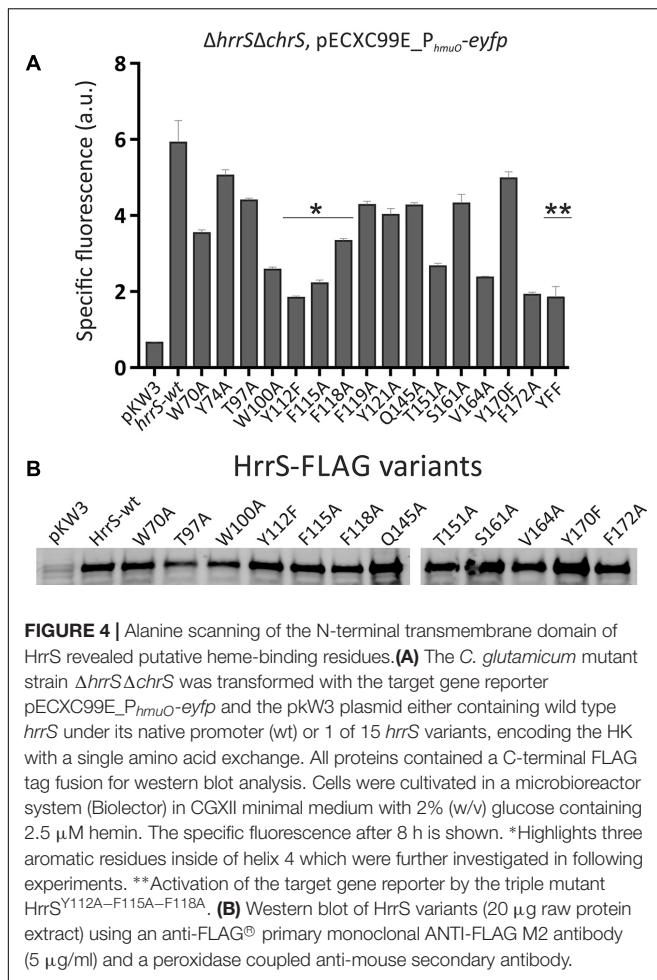 ΔhrrSΔchrS, pECXC99E_PhmuO-eyfp
A
Specific fluorescence (a.u.)
8
6
4
2
0
*
**
pKW3
hrrS-wt
W70A
Y74A
T97A
W100A
Y112F
F115A
F118A
F119A
Y121A
Q145A
T151A
S161A
V164A
Y170F
F172A
YFF
B
HrrS-FLAG variants
pKW3
HrrS-wt
W70A
T97A
W100A
Y112F
F115A
F118A
Q145A
T151A
S161A
V164A
Y170F
F172A
FIGURE 4 | Alanine scanning of the N-terminal transmembrane domain of
HrrS revealed putative heme-binding residues.(A) The C. glutamicum mutant
strain ΔhrrSΔchrS was transformed with the target gene reporter
pECXC99E_PhmuO-eyfp and the pkW3 plasmid either containing wild type
hrrS under its native promoter (wt) or 1 of 15 hrrS variants, encoding the HK
with a single amino acid exchange. All proteins contained a C-terminal FLAG
tag fusion for western blot analysis. Cells were cultivated in a microbioreactor
system (Biolector) in CGXII minimal medium with 2% (w/v) glucose containing
2.5 μM hemin. The specific fluorescence after 8 h is shown. *Highlights three
aromatic residues inside of helix 4 which were further investigated in following
experiments. **Activation of the target gene reporter by the triple mutant
HrrSY112A–F115A–F118A. (B) Western blot of HrrS variants (20 μg raw protein
extract) using an anti-FLAG® primary monoclonal ANTI-FLAG M2 antibody
(5 μg/ml) and a peroxidase coupled anti-mouse secondary antibody.